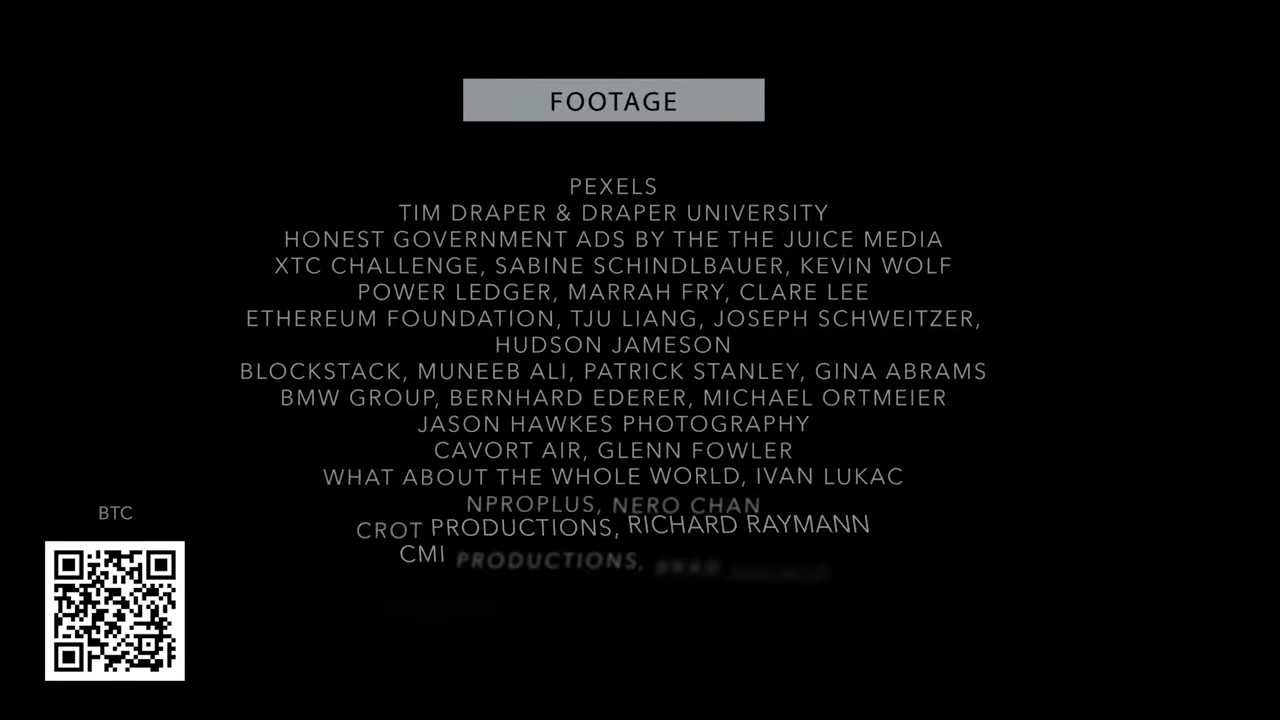 FOOTAGE
PEXELS
TIM DRAPER & DRAPER UNIVERSITY
HONEST GOVERNMENT ADS BY THE THE JUICE MEDIA
XTC CHALLENGE, SABINE SCHINDLBAUER, KEVIN WOLF
POWER LEDGER, MARRAH FRY, CLARE LEE
ETHEREUM FOUNDATION, TJU LIANG, JOSEPH SCHWEITZER,
HUDSON JAMESON
BLOCKSTACK, MUNEEB ALI, PATRICK STANLEY, GINA ABRAMS
BMW GROUP, BERNHARD EDERER, MICHAEL ORTMEIER
JASON HAWKES PHOTOGRAPHY
CAVORT AIR, GLENN FOWLER
WHAT ABOUT THE WHOLE WORLD, IVAN LUKAC
NPROPLUS, NERO CHAN
CROT PRODUCTIONS, RICHARD RAYMANN
CMI PRODUCTIONS,
BTC